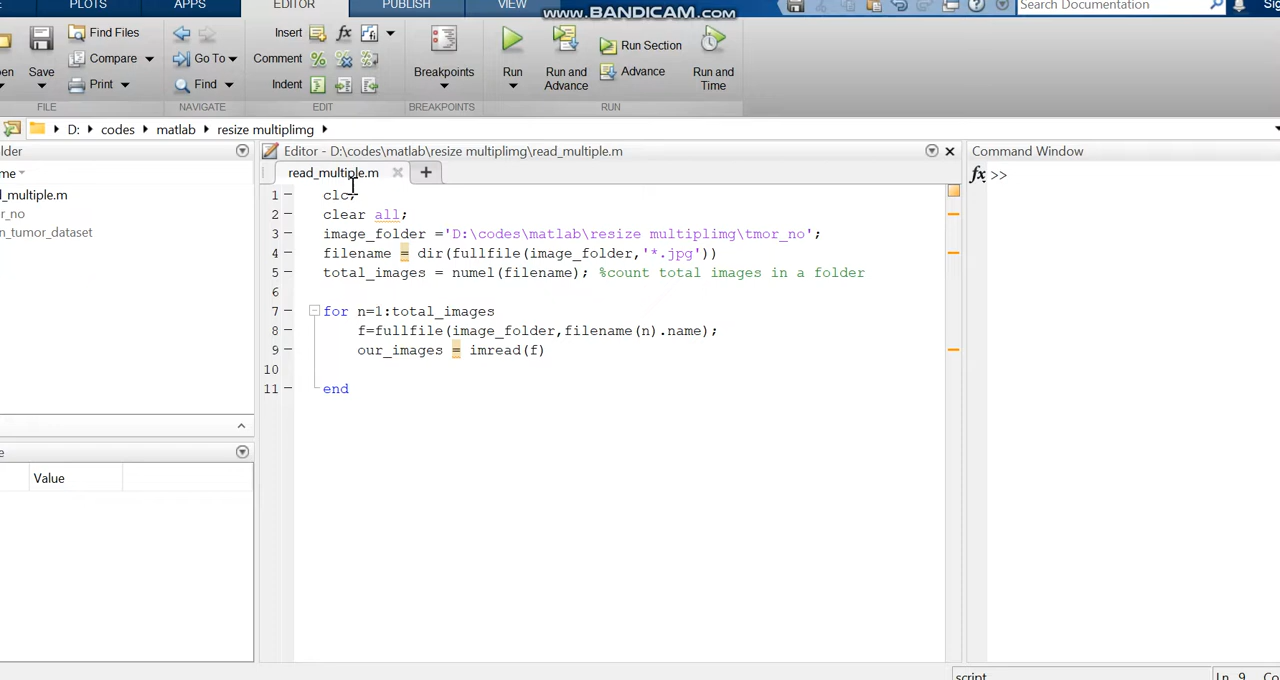 PLOTS APPS EDITOR PUBLISH VIEW
www.BANDICAM.com
Search Documentation
Find Files Insert fx
Save Compare Go To Comment Breakpoints Run Run and Advance Run Section Advance Run and Time
Print Find Indent
FILE NAVIGATE EDIT BREAKPOINTS RUN
D: codes matlab resize multiplimg
Editor - D:\codes\matlab\resize multiplimg\read_multiple.m
Command Window
read_multiple.m
fx >>
1 clc;
2 clear all;
3 image_folder ='D:\codes\matlab\resize multiplimg\tmor_no';
4 filename = dir(fullfile(image_folder,'*.jpg'))
5 total_images = numel(filename); %count total images in a folder
6
7 for n=1:total_images
8 f=fullfile(image_folder,filename(n).name);
9 our_images = imread(f)
10
11 end
Value
script
Ln 9